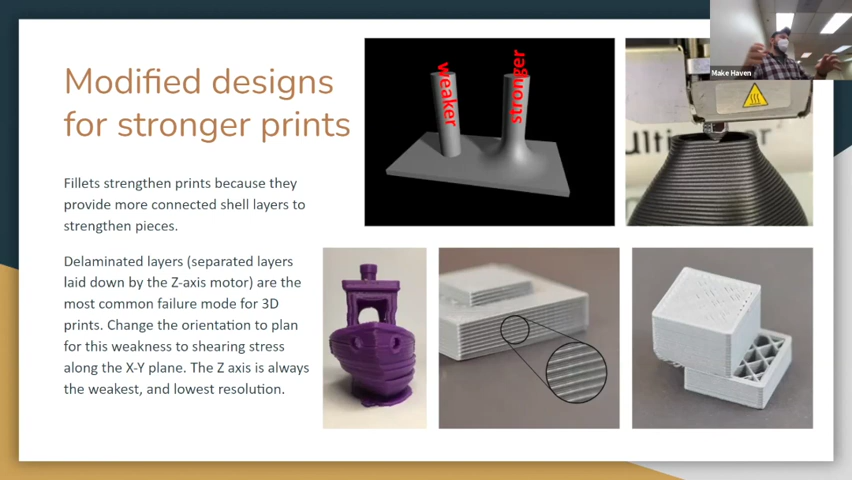 Modified designs
for stronger prints
weaker
stronger
Make Haven
Fillets strengthen prints because they
provide more connected shell layers to
strengthen pieces.
Delaminated layers (separated layers
laid down by the Z-axis motor) are the
most common failure mode for 3D
prints. Change the orientation to plan
for this weakness to shearing stress
along the X-Y plane. The Z axis is always
the weakest, and lowest resolution.